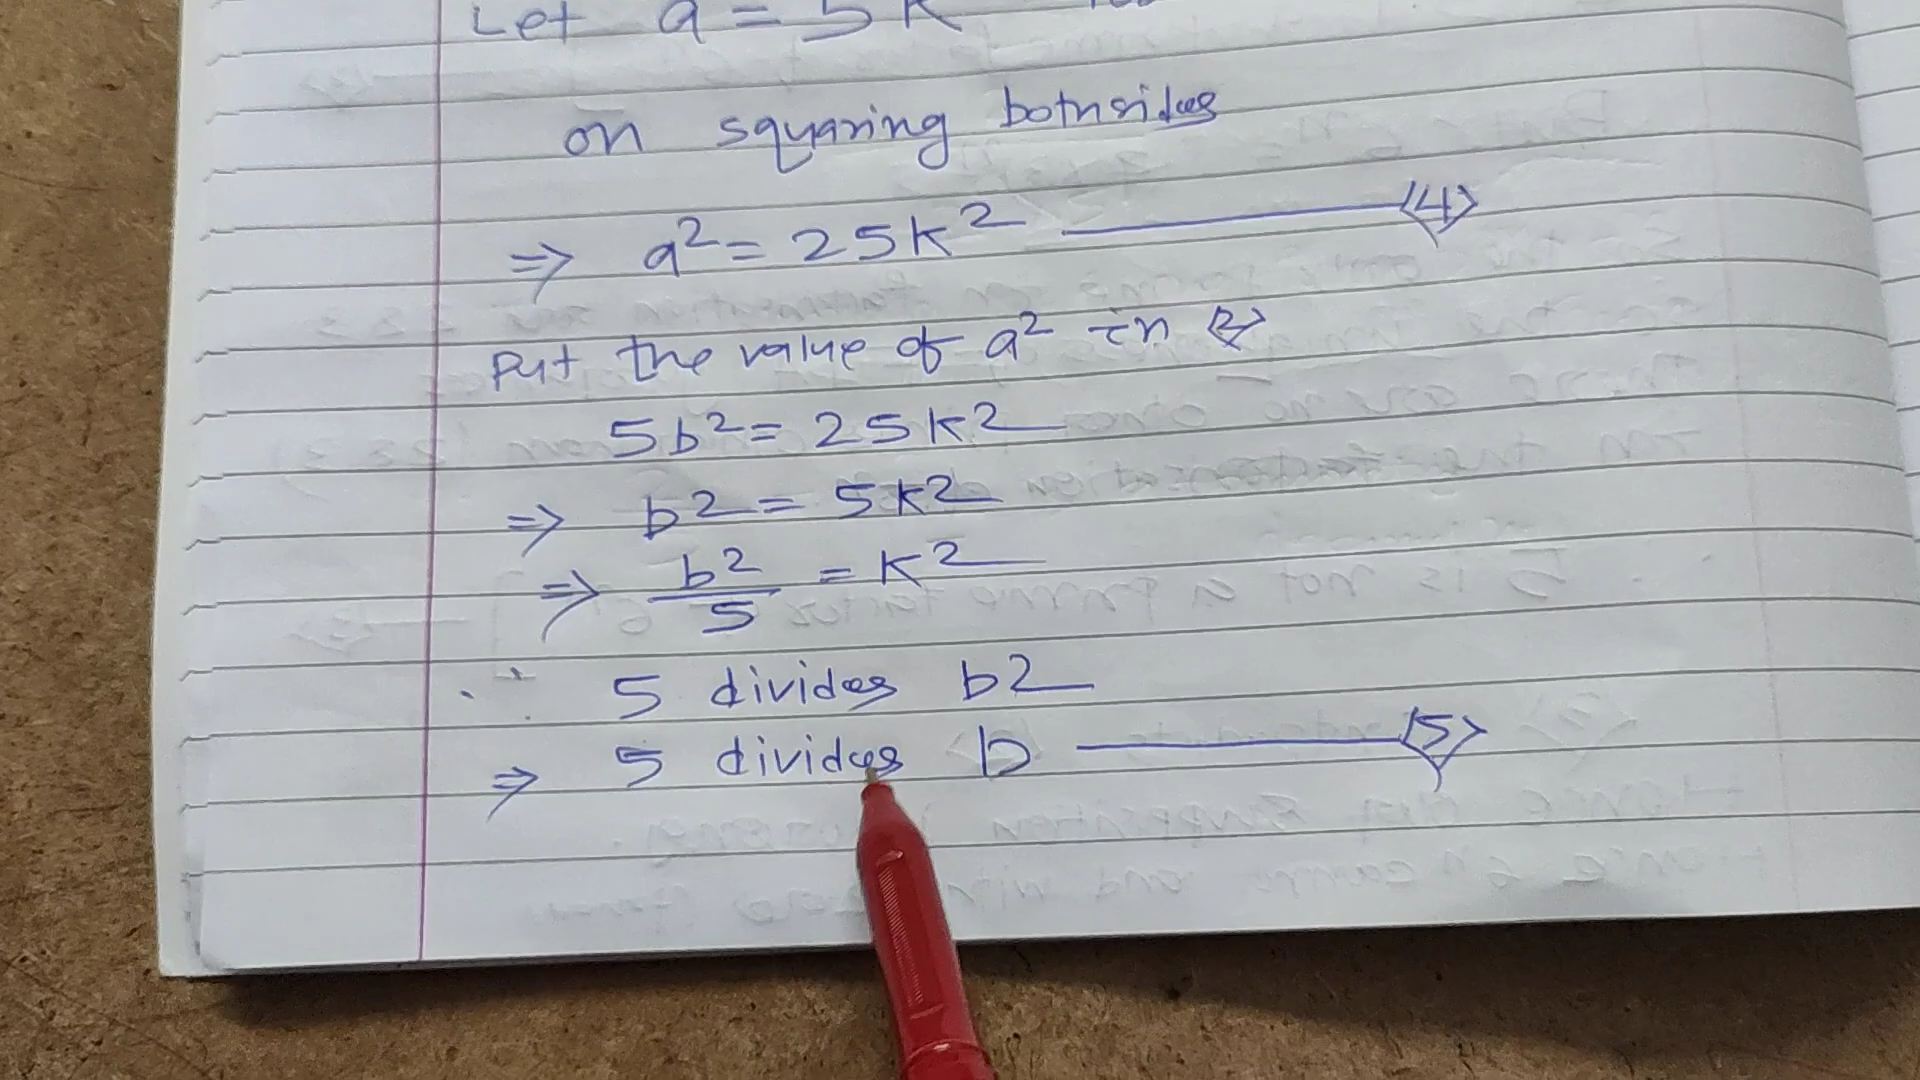 Let a = 5K
on squaring bothsides
⇒ a² = 25K² ——— <4>
Put the value of a² in <2>
5b² = 25K²
⇒ b² = 5K²
⇒ b²/5 = K²
∴ 5 divides b2
⇒ 5 divides b ——— <5>